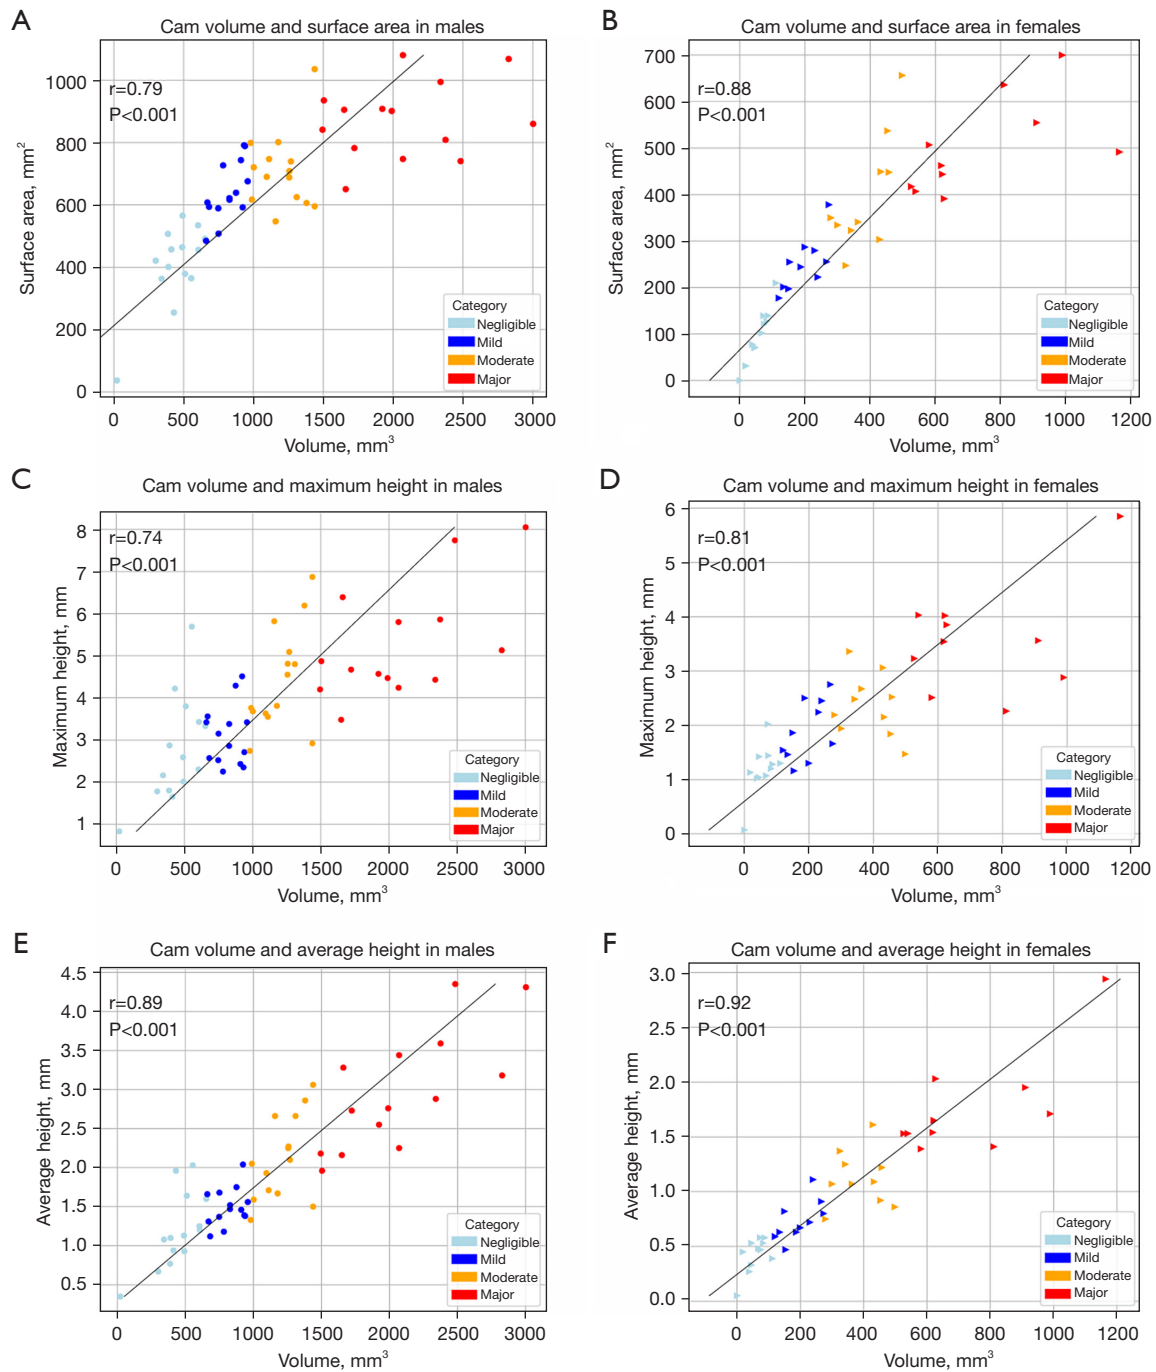 A
Cam volume and surface area in males
r=0.79
P<0.001
Surface area, mm²
1000
800
600
400
200
0
0 500 1000 1500 2000 2500 3000
Volume, mm³
Category
Negligible
Mild
Moderate
Major
B
Cam volume and surface area in females
r=0.88
P<0.001
Surface area, mm²
700
600
500
400
300
200
100
0
0 200 400 600 800 1000 1200
Volume, mm³
Category
Negligible
Mild
Moderate
Major
C
Cam volume and maximum height in males
r=0.74
P<0.001
Maximum height, mm
8
7
6
5
4
3
2
1
0 500 1000 1500 2000 2500 3000
Volume, mm³
Category
Negligible
Mild
Moderate
Major
D
Cam volume and maximum height in females
r=0.81
P<0.001
Maximum height, mm
6
5
4
3
2
1
0
0 200 400 600 800 1000 1200
Volume, mm³
Category
Negligible
Mild
Moderate
Major
E
Cam volume and average height in males
r=0.89
P<0.001
Average height, mm
4.5
4.0
3.5
3.0
2.5
2.0
1.5
1.0
0.5
0 500 1000 1500 2000 2500 3000
Volume, mm³
Category
Negligible
Mild
Moderate
Major
F
Cam volume and average height in females
r=0.92
P<0.001
Average height, mm
3.0
2.5
2.0
1.5
1.0
0.5
0.0
0 200 400 600 800 1000 1200
Volume, mm³
Category
Negligible
Mild
Moderate
Major